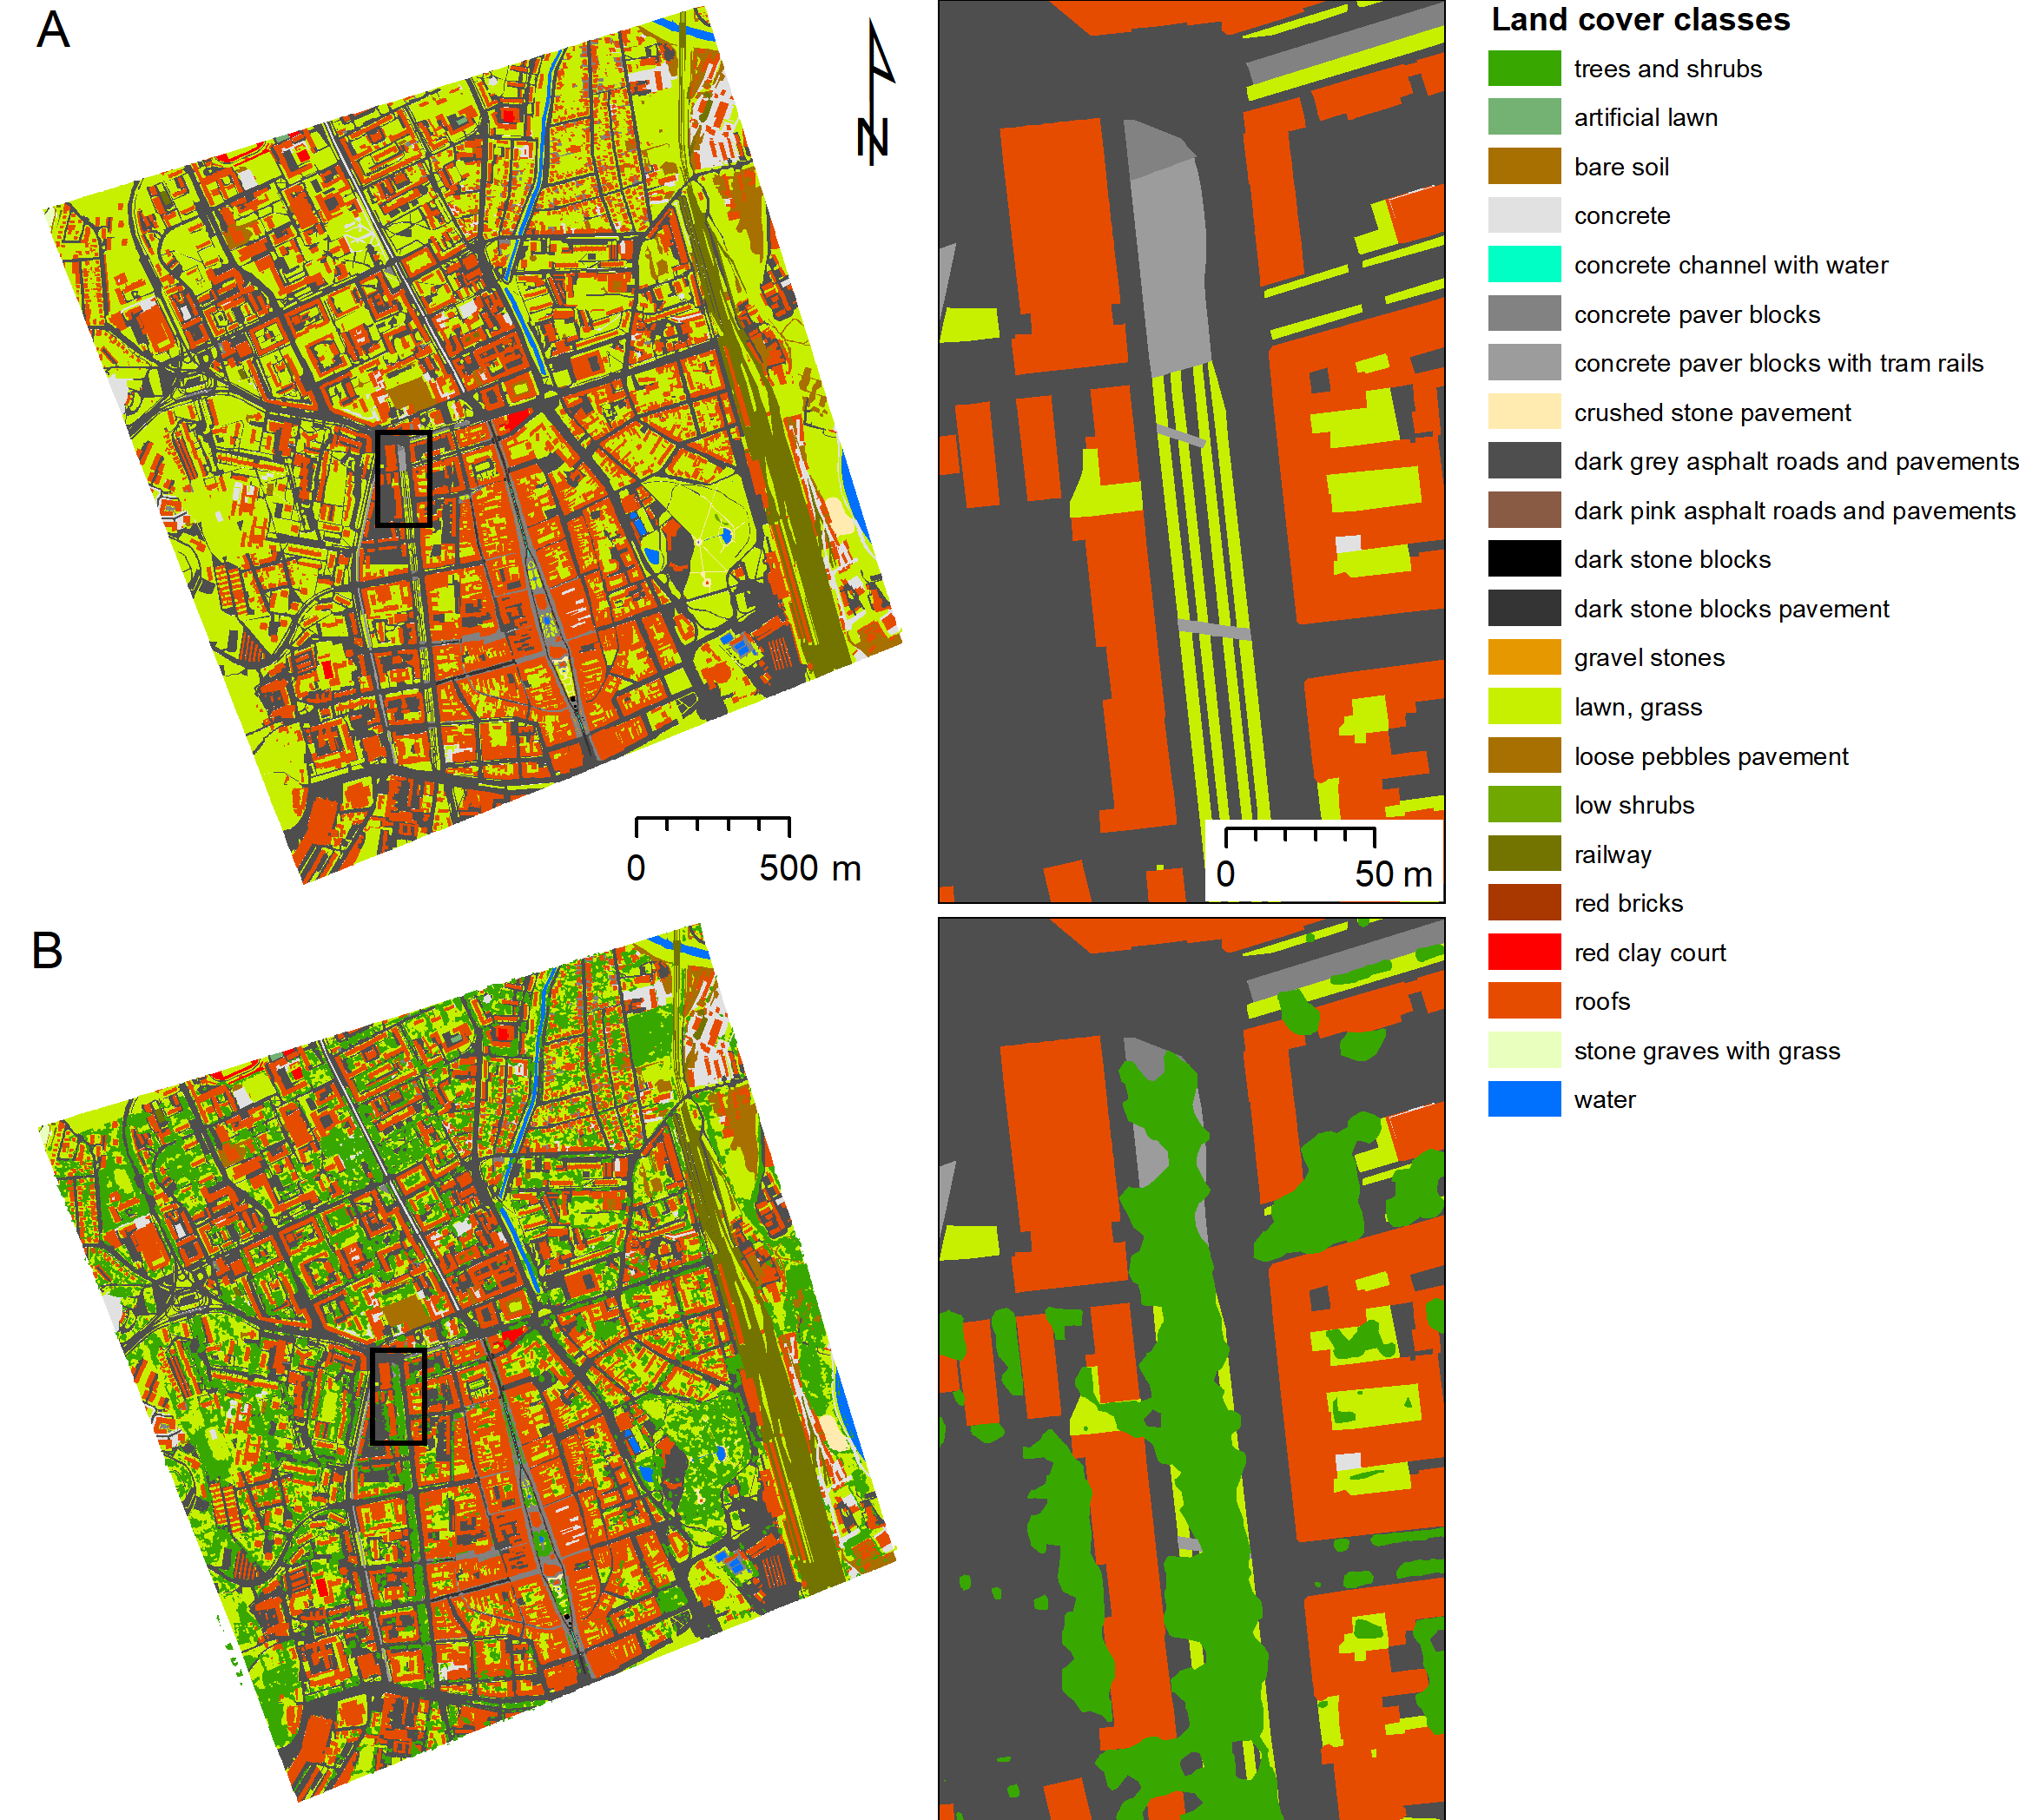 A
N
0 500 m
0 50 m
B
Land cover classes
trees and shrubs
artificial lawn
bare soil
concrete
concrete channel with water
concrete paver blocks
concrete paver blocks with tram rails
crushed stone pavement
dark grey asphalt roads and pavements
dark pink asphalt roads and pavements
dark stone blocks
dark stone blocks pavement
gravel stones
lawn, grass
loose pebbles pavement
low shrubs
railway
red bricks
red clay court
roofs
stone graves with grass
water